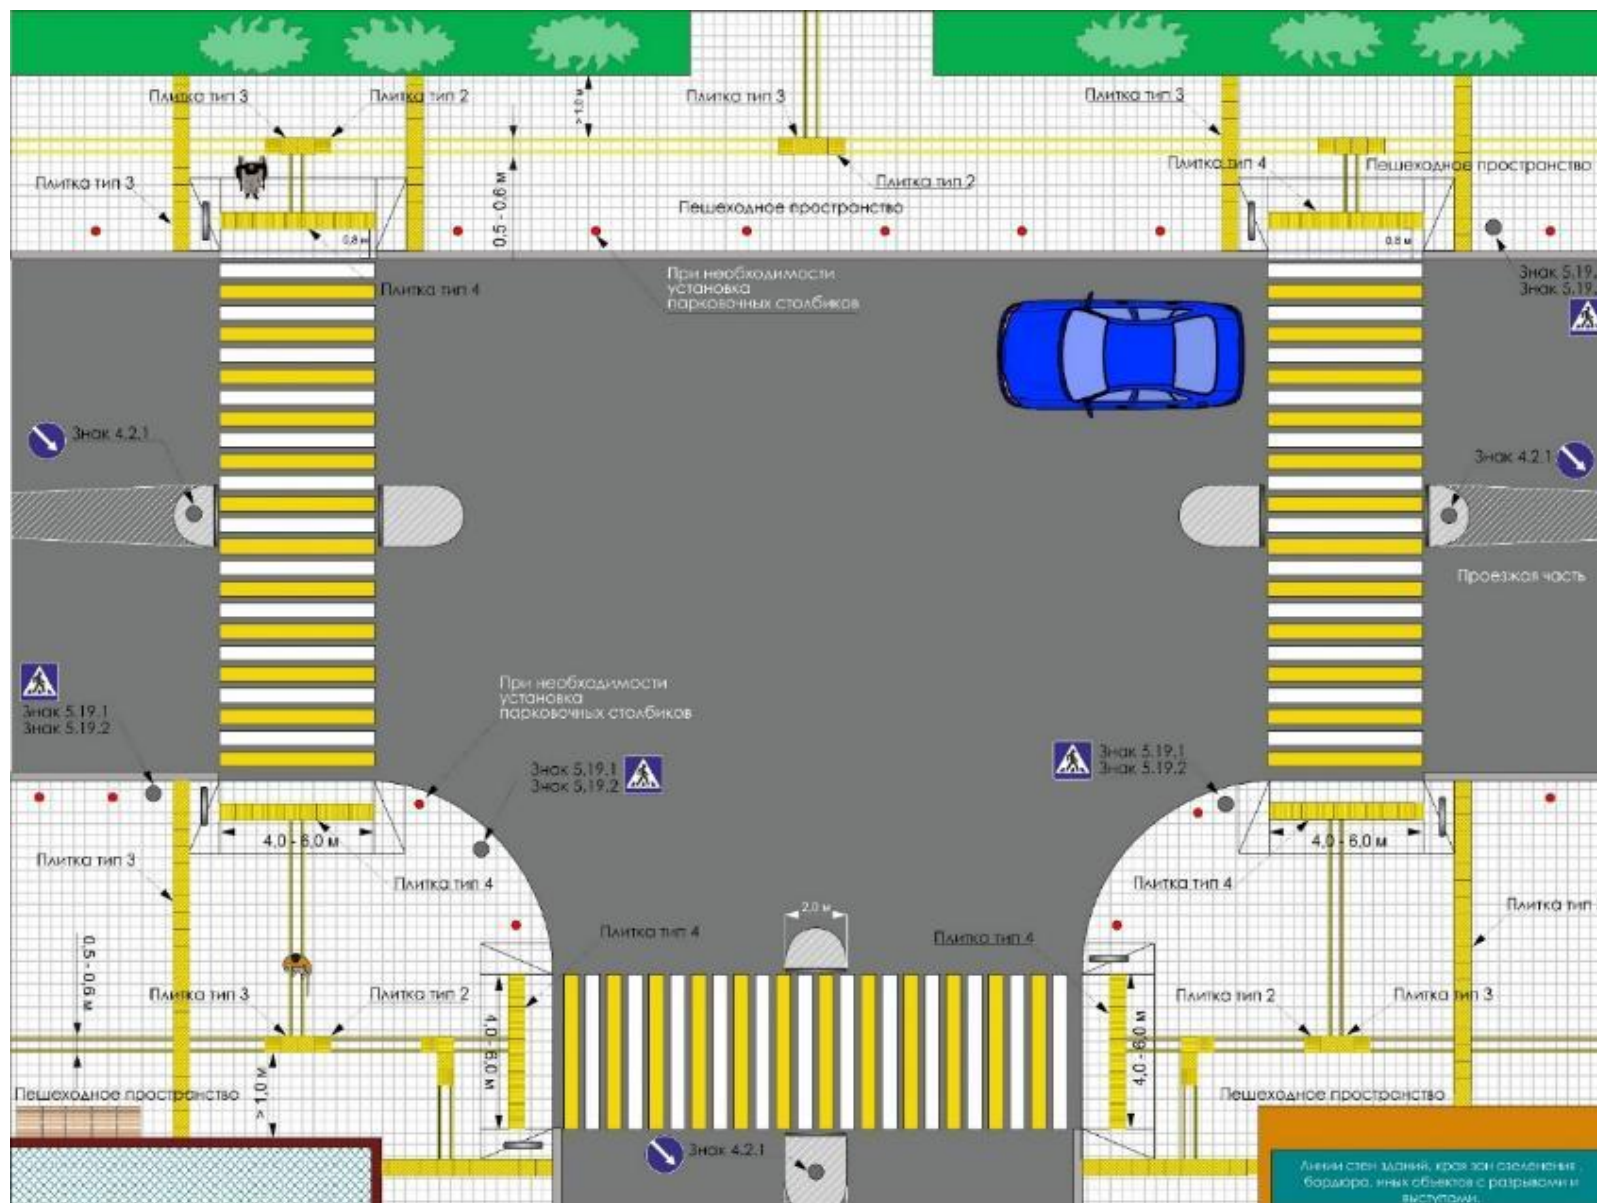 Плитка тип 3
Плитка тип 2
> 1,0 м
Плитка тип 3
Плитка тип 3
Плитка тип 4
Пешеходное пространство
Плитка тип 3
0,5 - 0,6 м
Плитка тип 2
Пешеходное пространство
0,8 м
0,8 м
Плитка тип 4
При необходимости
установка
парковочных столбиков
Знак 5.19.
Знак 5.19.
Знак 4.2.1
Знак 4.2.1
Проезжая часть
Знак 5.19.1
Знак 5.19.2
При необходимости
установка
парковочных столбиков
Знак 5.19.1
Знак 5.19.2
Знак 5.19.1
Знак 5.19.2
4,0 - 6,0 м
4,0 - 6,0 м
Плитка тип 3
Плитка тип 4
Плитка тип 4
Плитка тип
2,0 м
Плитка тип 4
Плитка тип 4
0,5 - 0,6 м
Плитка тип 3
Плитка тип 2
4,0 - 6,0 м
4,0 - 6,0 м
Плитка тип 2
Плитка тип 3
> 1,0 м
Пешеходное пространство
Пешеходное пространство
Знак 4.2.1
Линии стен зданий, края зон озеленения
бордюра, иных объектов с разрывами и
выступами.